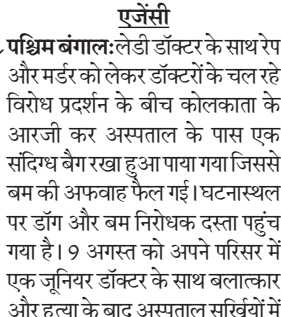 एजेंसी
पश्चिम बंगाल:लेडी डॉक्टर के साथ रेप
और मर्डर को लेकर डॉक्टरों के चल रहे
विरोध प्रदर्शन के बीच कोलकाता के
आरजी कर अस्पताल के पास एक
संदिग्ध बैग रखा हुआ पाया गया जिससे
बम की अफवाह फैल गई।घटनास्थल
पर डॉग और बम निरोधक दस्ता पहुंच
गया है। 9 अगस्त को अपने परिसर में
एक जूनियर डॉक्टर के साथ बलात्कार
और हत्या के बाद अस्पताल सुर्खियों में